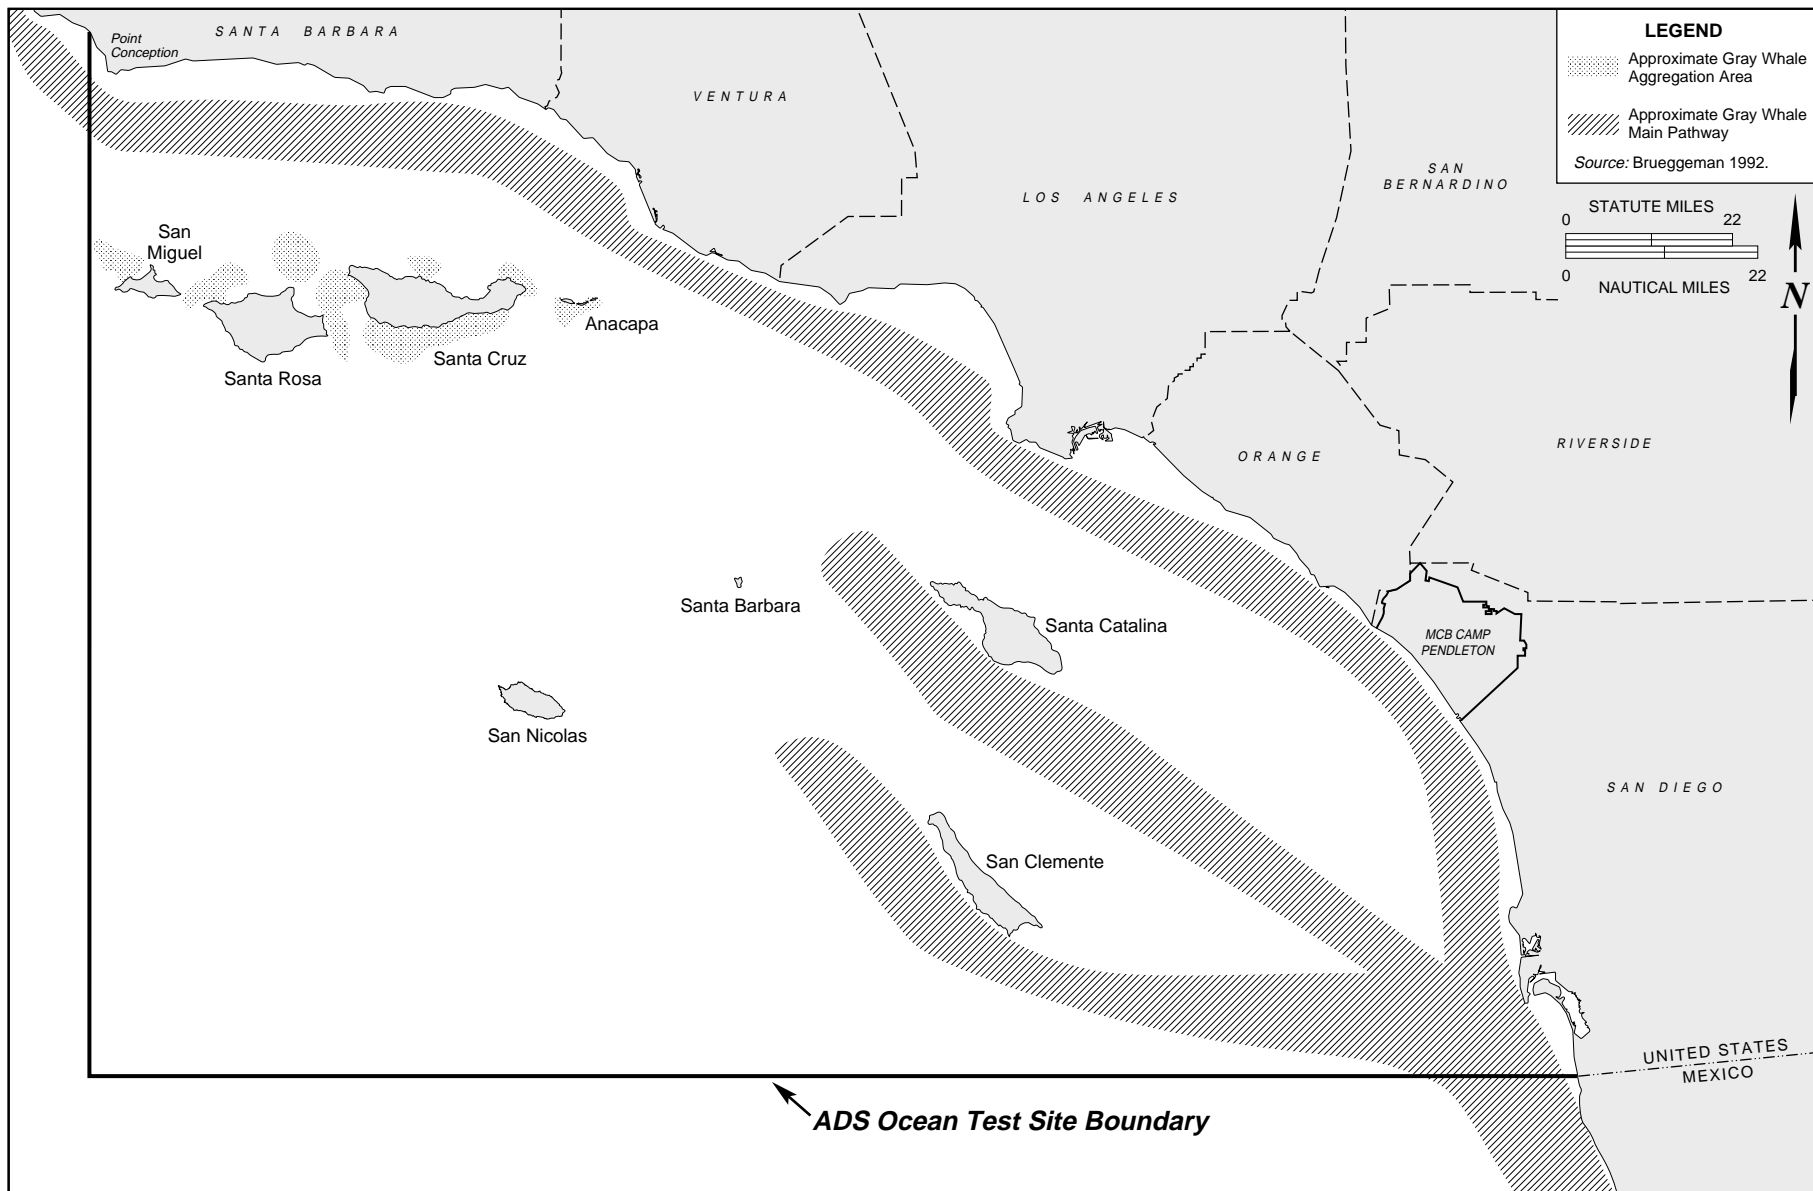 SANTA BARBARA
Point
Conception
VENTURA
LOS ANGELES
SAN
BERNARDINO
LEGEND
Approximate Gray Whale
Aggregation Area
Approximate Gray Whale
Main Pathway
Source: Brueggeman 1992.
STATUTE MILES
0 22
0 22
NAUTICAL MILES
N
San
Miguel
Santa Rosa
Santa Cruz
Anacapa
ORANGE
RIVERSIDE
Santa Barbara
Santa Catalina
MCB CAMP
PENDLETON
San Nicolas
SAN DIEGO
San Clemente
UNITED STATES
MEXICO
ADS Ocean Test Site Boundary